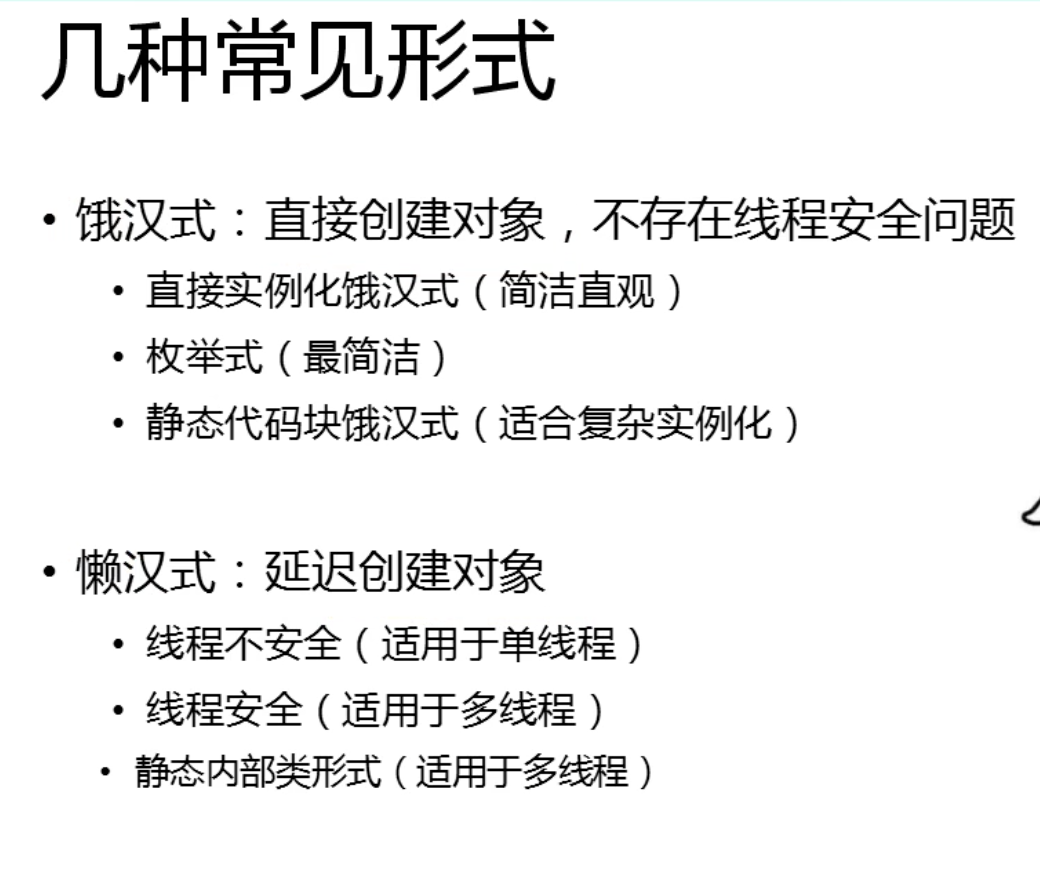 几种常见形式
• 饿汉式：直接创建对象，不存在线程安全问题
• 直接实例化饿汉式（简洁直观）
• 枚举式（最简洁）
• 静态代码块饿汉式（适合复杂实例化）
• 懒汉式：延迟创建对象
• 线程不安全（适用于单线程）
• 线程安全（适用于多线程）
• 静态内部类形式（适用于多线程）